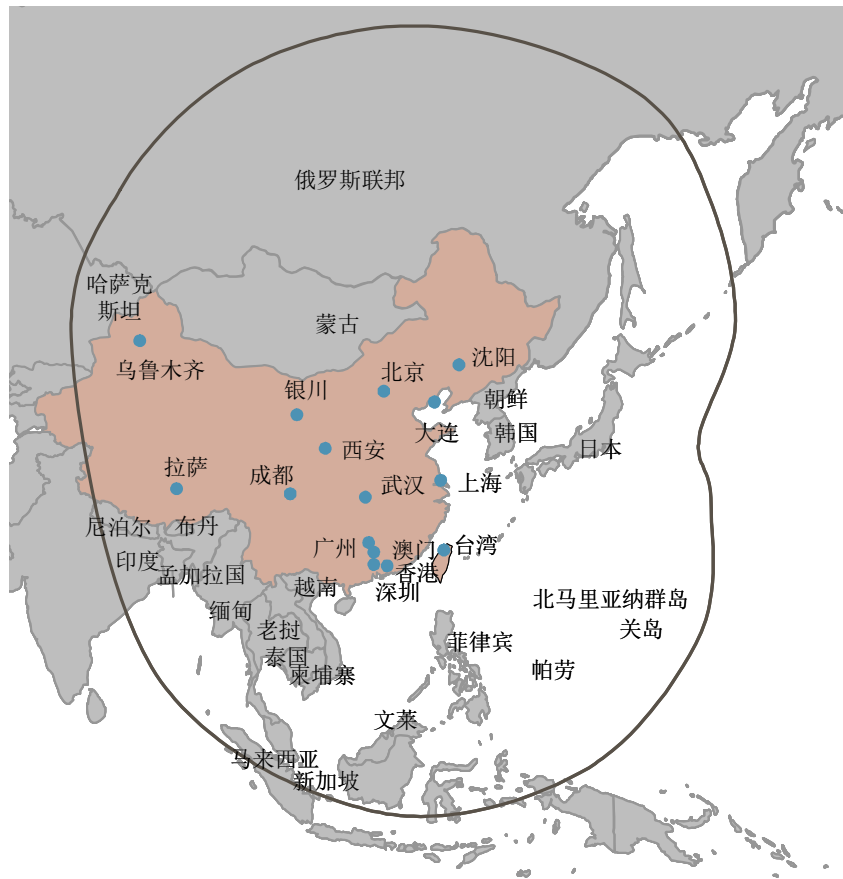 俄罗斯联邦
哈萨克
斯坦
蒙古
乌鲁木齐
北京
沈阳
银川
朝鲜
大连
韩国
日本
西安
拉萨
成都
武汉
上海
尼泊尔
布丹
广州
澳门
台湾
印度
孟加拉国
香港
越南
深圳
缅甸
北马里亚纳群岛
老挝
关岛
菲律宾
泰国
柬埔寨
帕劳
文莱
马来西亚
新加坡